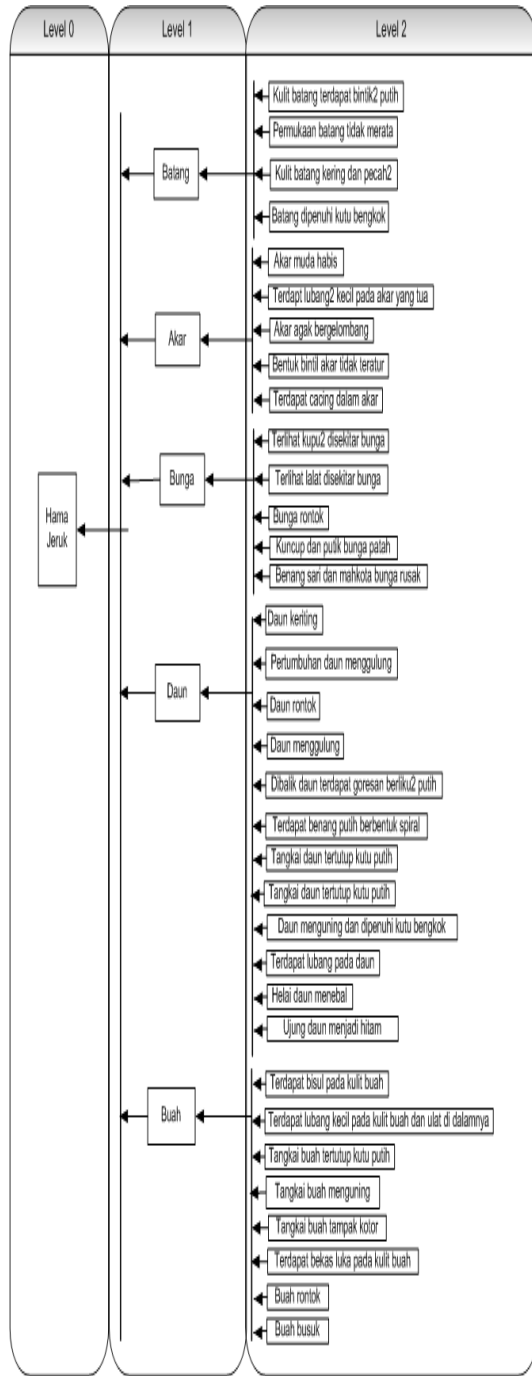 Level 0
Level 1
Level 2
Hama
Jeruk
Batang
Kulit batang terdapat bintik2 putih
Permukaan batang tidak merata
Kulit batang kering dan pecah2
Batang dipenuhi kutu bengkok
Akar
Akar muda habis
Terdapt lubang2 kecil pada akar yang tua
Akar agak bergelombang
Bentuk bintil akar tidak teratur
Terdapat cacing dalam akar
Bunga
Terlihat kupu2 disekitar bunga
Terlihat lalat disekitar bunga
Bunga rontok
Kuncup dan putik bunga patah
Benang sari dan mahkota bunga rusak
Daun
Daun keriting
Pertumbuhan daun menggulung
Daun rontok
Daun menggulung
Dibalik daun terdapat goresan berliku2 putih
Terdapat benang putih berbentuk spiral
Tangkai daun tertutup kutu putih
Tangkai daun tertutup kutu putih
Daun menguning dan dipenuhi kutu bengkok
Terdapat lubang pada daun
Helai daun menebal
Ujung daun menjadi hitam
Buah
Terdapat bisul pada kulit buah
Terdapat lubang kecil pada kulit buah dan ulat di dalamnya
Tangkai buah tertutup kutu putih
Tangkai buah menguning
Tangkai buah tampak kotor
Terdapat bekas luka pada kulit buah
Buah rontok
Buah busuk